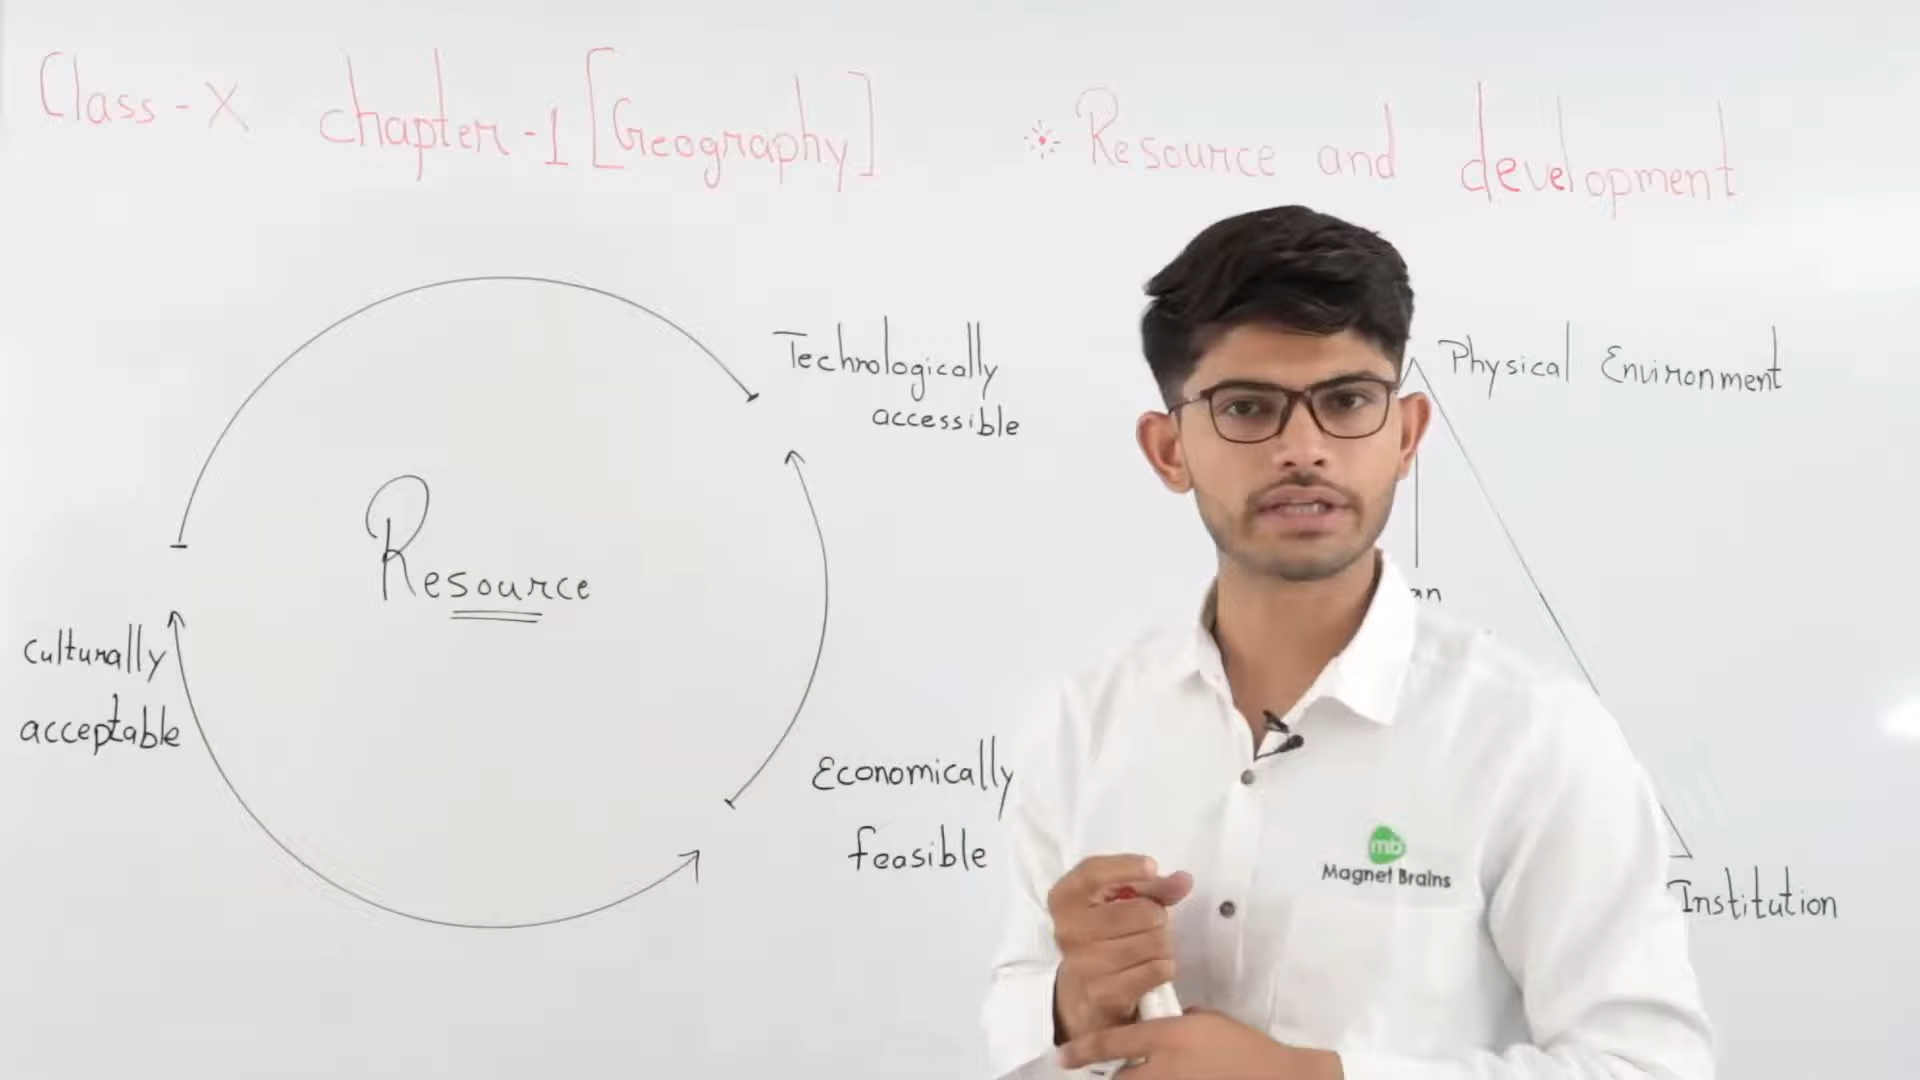 Class - X chapter - 1 [Geography]
* Resource and development
Technologically
accessible
Physical Environment
Resource
culturally
acceptable
Economically
feasible
mb
Magnet Brains
Institution